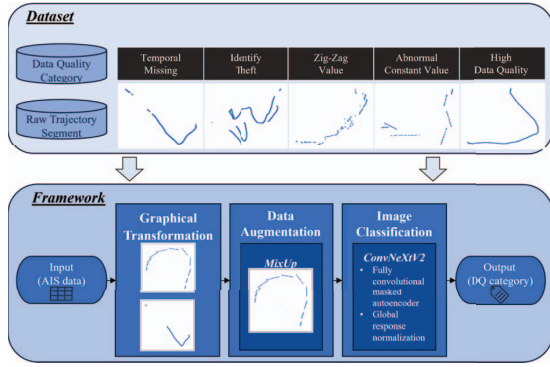 Dataset
Data Quality
Category
Temporal
Missing
Identify
Theft
Zig-Zag
Value
Abnormal
Constant Value
High
Data Quality
Raw Trajectory
Segment
Framework
Input
(AIS data)
Graphical
Transformation
Data
Augmentation
MixUp
Image
Classification
ConvNeXtV2
• Fully
convolutional
masked
autoencoder
• Global
response
normalization
Output
(DQ category)